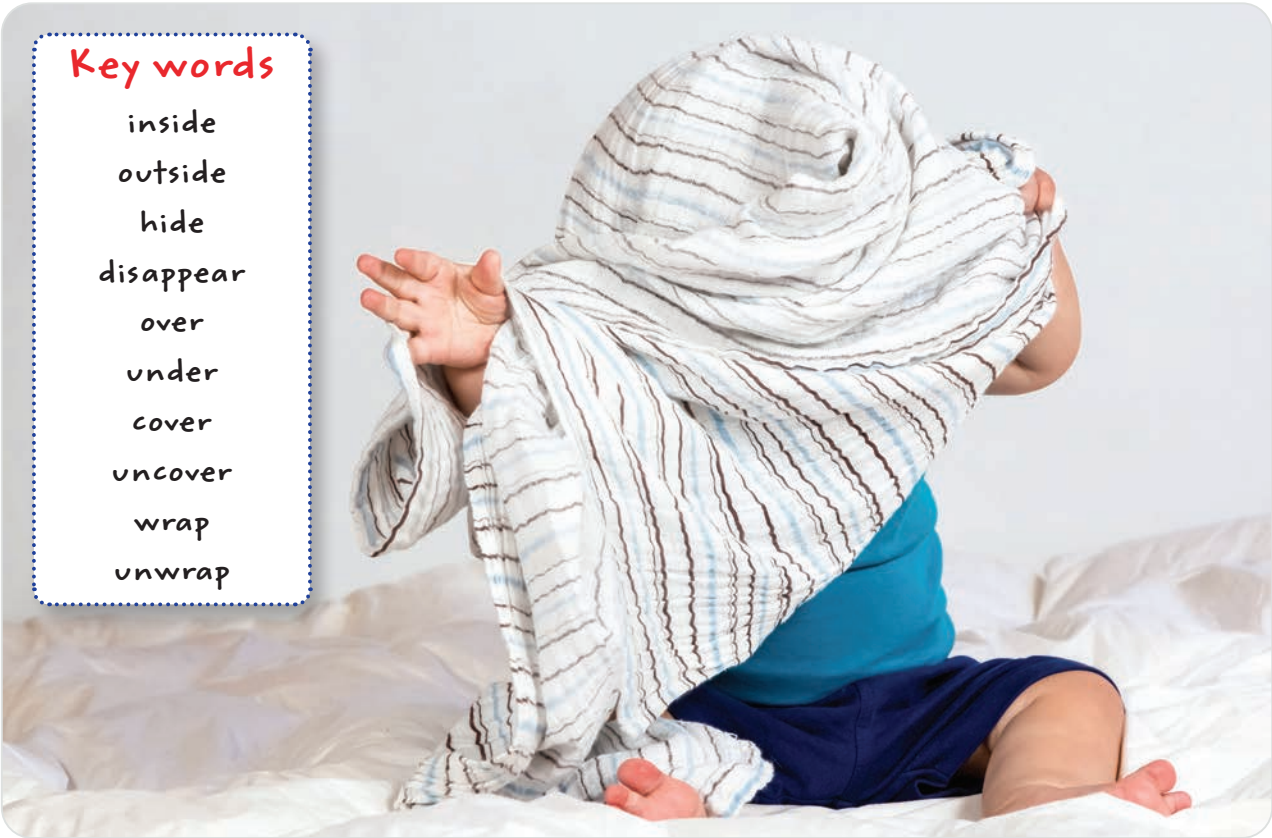 Key words
inside
outside
hide
disappear
over
under
cover
uncover
wrap
unwrap